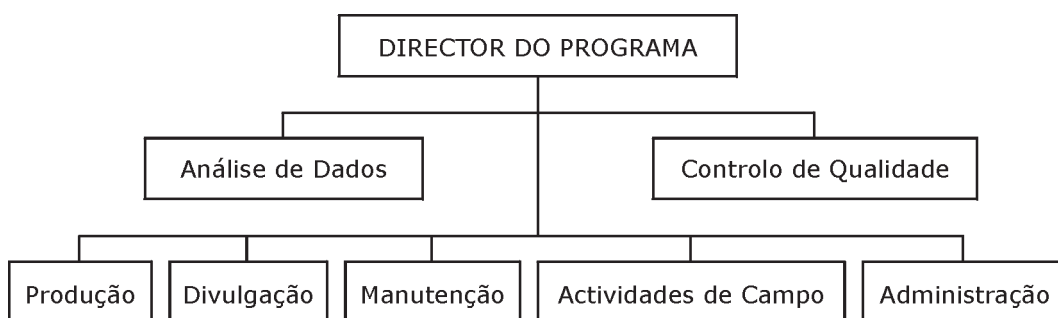 DIRECTOR DO PROGRAMA
Análise de Dados
Controlo de Qualidade
Produção
Divulgação
Manutenção
Actividades de Campo
Administração